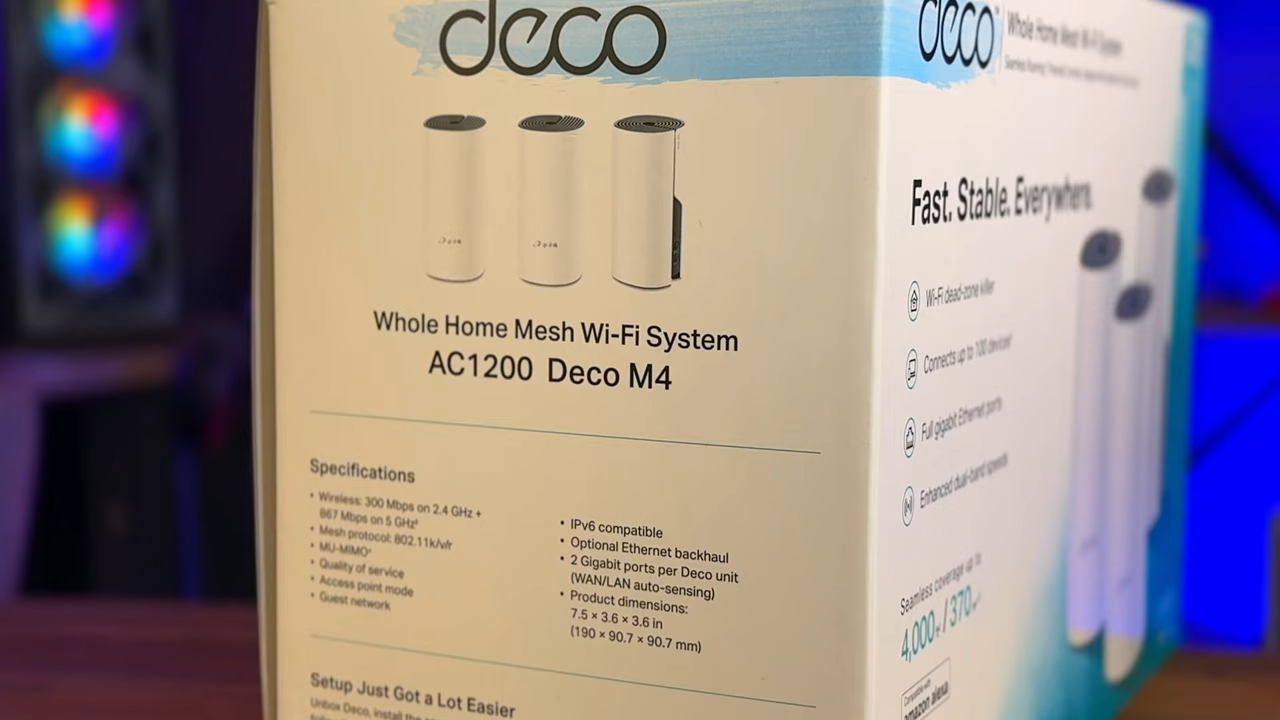 deco
Whole Home Mesh Wi-Fi System
AC1200 Deco M4
Specifications
• Wireless: 300 Mbps on 2.4 GHz +
867 Mbps on 5 GHz
• Mesh protocol: 802.11k/v/r
• MU-MIMO
• Quality of service
• Access point mode
• Guest network
• IPv6 compatible
• Optional Ethernet backhaul
• 2 Gigabit ports per Deco unit
(WAN/LAN auto-sensing)
• Product dimensions:
7.5 × 3.6 × 3.6 in
(190 × 90.7 × 90.7 mm)
Setup Just Got a Lot Easier
Unbox Deco, install the
deco
Whole Home Mesh Wi-Fi System
Fast. Stable. Everywhere.
Wi-Fi dead-zone killer
Connects up to 100 devices
Full gigabit Ethernet ports
Enhanced dual-band speeds
Seamless coverage up to
4,000 / 370
Compatible with
amazon alexa